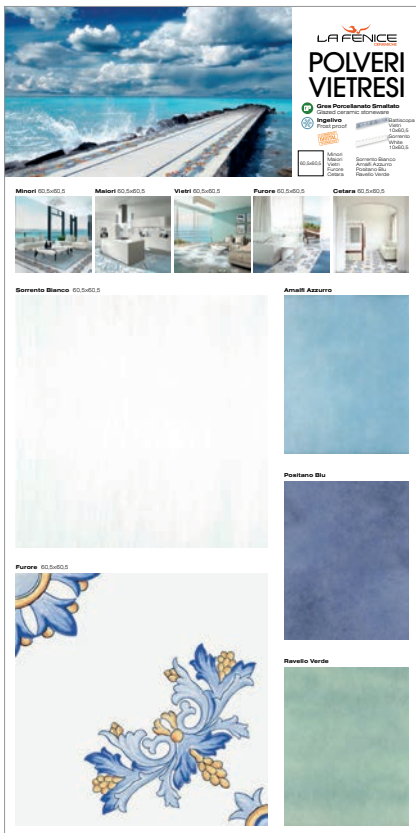 LA FENICE
CERAMICHE
POLVERI
VIETRESI
Gres Porcellanato Smaltato
Glazed ceramic stoneware
Ingelivo
Frost proof
Battiscopa
Vietri
10x60,5
Sorrento
White
10x60,5
60,5x60,5
Minori
Maiori
Vietri
Furore
Cetara
Sorrento Bianco
Amalfi Azzurro
Positano Blu
Ravello Verde
Minori 60,5x60,5
Maiori 60,5x60,5
Vietri 60,5x60,5
Furore 60,5x60,5
Cetara 60,5x60,5
Sorrento Bianco 60,5x60,5
Amalfi Azzurro
Positano Blu
Furore 60,5x60,5
Ravello Verde